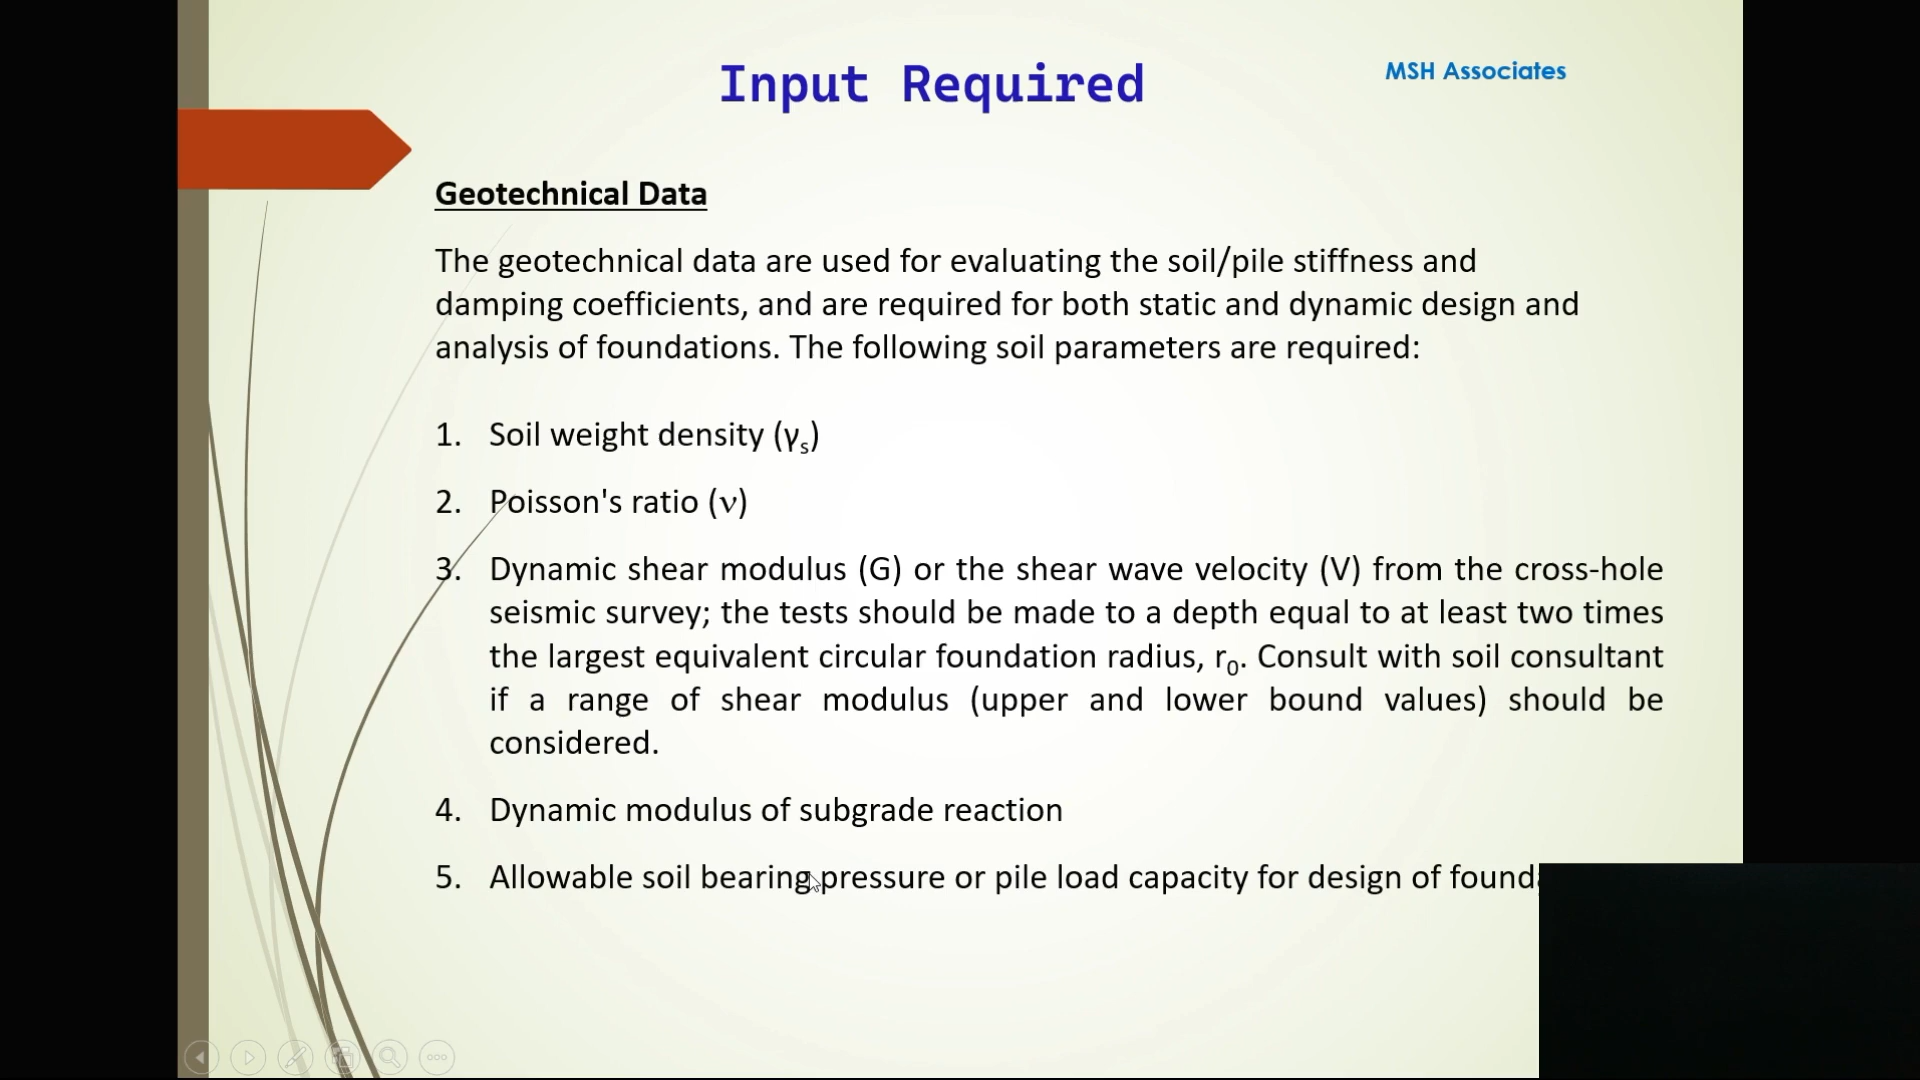 Input Required
MSH Associates
Geotechnical Data
The geotechnical data are used for evaluating the soil/pile stiffness and
damping coefficients, and are required for both static and dynamic design and
analysis of foundations. The following soil parameters are required:
1. Soil weight density (γs)
2. Poisson's ratio (ν)
3. Dynamic shear modulus (G) or the shear wave velocity (V) from the cross-hole
seismic survey; the tests should be made to a depth equal to at least two times
the largest equivalent circular foundation radius, r0. Consult with soil consultant
if a range of shear modulus (upper and lower bound values) should be
considered.
4. Dynamic modulus of subgrade reaction
5. Allowable soil bearing pressure or pile load capacity for design of